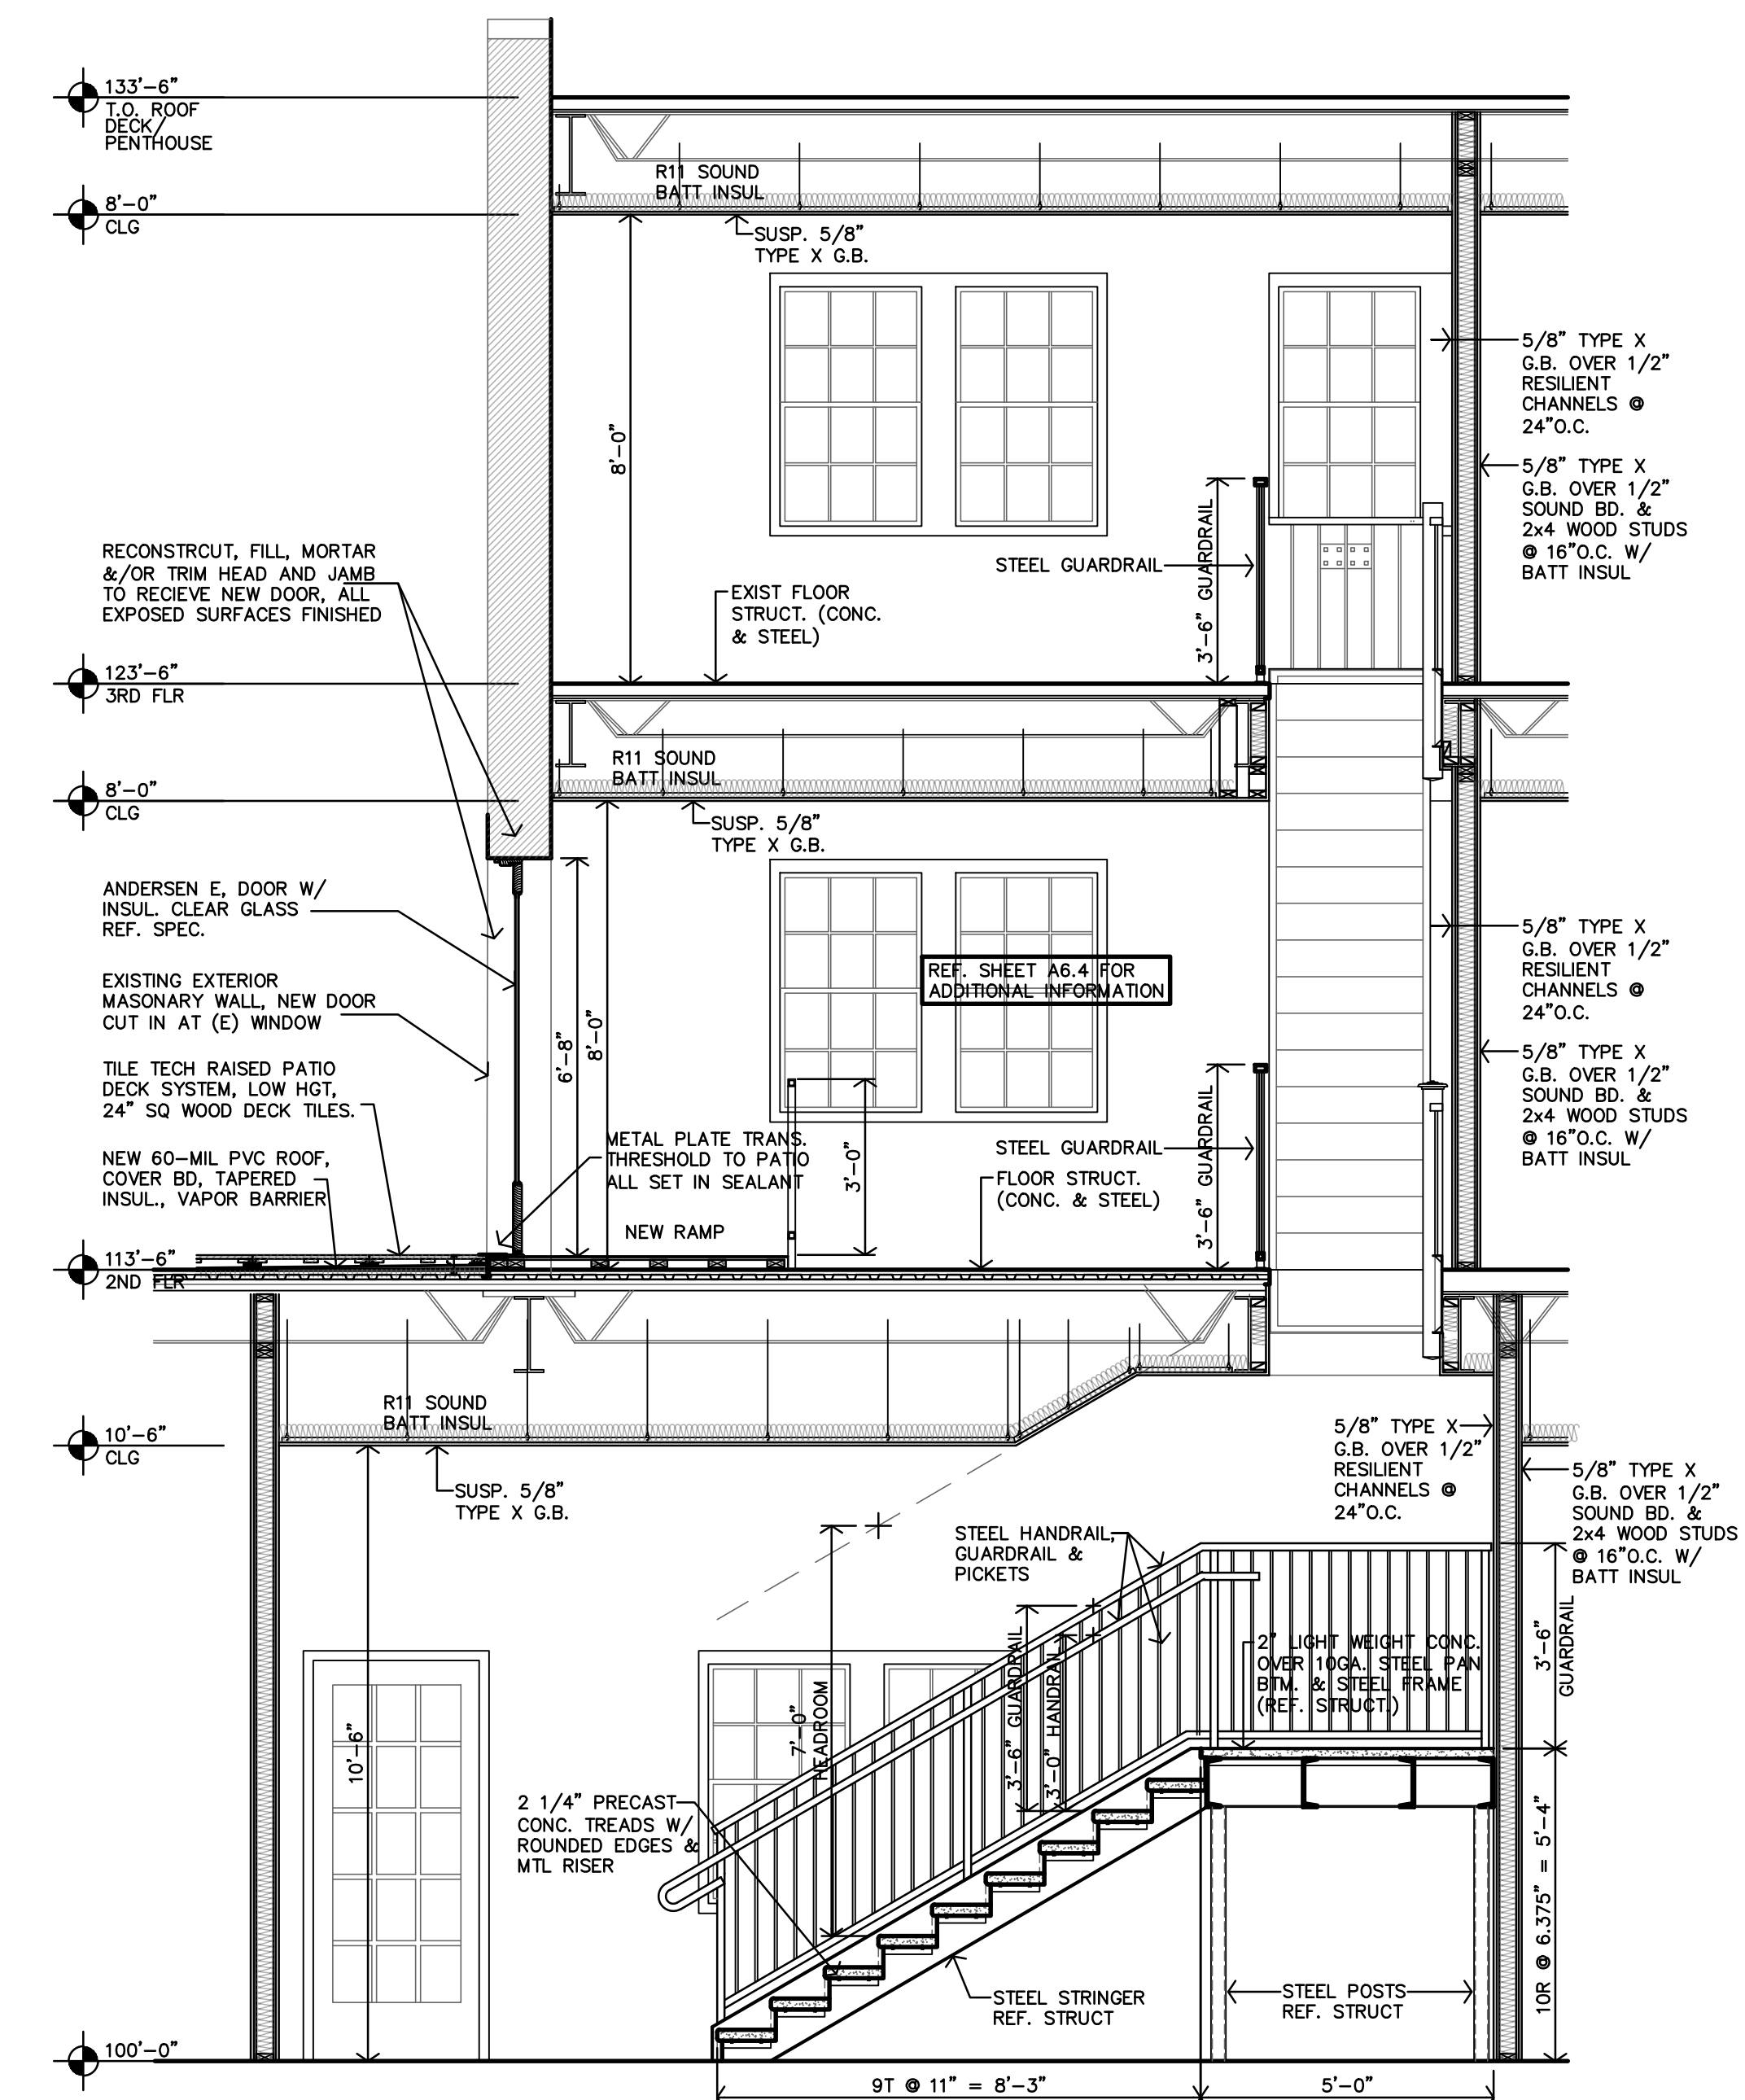 133'-6"
T.O. ROOF
DECK/
PENTHOUSE
8'-0"
CLG
R11 SOUND
BATT INSUL
SUSP. 5/8"
TYPE X G.B.
8'-0"
5/8" TYPE X
G.B. OVER 1/2"
RESILIENT
CHANNELS @
24"O.C.
5/8" TYPE X
G.B. OVER 1/2"
SOUND BD. &
2x4 WOOD STUDS
@ 16"O.C. W/
BATT INSUL
STEEL GUARDRAIL
3'-6" GUARDRAIL
RECONSTRCUT, FILL, MORTAR
&/OR TRIM HEAD AND JAMB
TO RECIEVE NEW DOOR, ALL
EXPOSED SURFACES FINISHED
EXIST FLOOR
STRUCT. (CONC.
& STEEL)
123'-6"
3RD FLR
R11 SOUND
BATT INSUL
8'-0"
CLG
SUSP. 5/8"
TYPE X G.B.
ANDERSEN E, DOOR W/
INSUL. CLEAR GLASS
REF. SPEC.
EXISTING EXTERIOR
MASONARY WALL, NEW DOOR
CUT IN AT (E) WINDOW
TILE TECH RAISED PATIO
DECK SYSTEM, LOW HGT,
24" SQ WOOD DECK TILES.
NEW 60-MIL PVC ROOF,
COVER BD, TAPERED
INSUL., VAPOR BARRIER
6'-8"
8'-0"
REF. SHEET A6.4 FOR
ADDITIONAL INFORMATION
METAL PLATE TRANS.
THRESHOLD TO PATIO
ALL SET IN SEALANT
NEW RAMP
3'-0"
STEEL GUARDRAIL
FLOOR STRUCT.
(CONC. & STEEL)
3'-6" GUARDRAIL
5/8" TYPE X
G.B. OVER 1/2"
RESILIENT
CHANNELS @
24"O.C.
5/8" TYPE X
G.B. OVER 1/2"
SOUND BD. &
2x4 WOOD STUDS
@ 16"O.C. W/
BATT INSUL
113'-6"
2ND FLR
R11 SOUND
BATT INSUL
10'-6"
CLG
SUSP. 5/8"
TYPE X G.B.
5/8" TYPE X
G.B. OVER 1/2"
RESILIENT
CHANNELS @
24"O.C.
5/8" TYPE X
G.B. OVER 1/2"
SOUND BD. &
2x4 WOOD STUDS
@ 16"O.C. W/
BATT INSUL
STEEL HANDRAIL,
GUARDRAIL &
PICKETS
2" LIGHT WEIGHT CONC.
OVER 10GA. STEEL PAN
BTM. & STEEL FRAME
(REF. STRUCT.)
3'-6"
GUARDRAIL
10'-6"
7'-0"
HEADROOM
3'-6" GUARDRAIL
3'-0" HANDRAIL
2 1/4" PRECAST
CONC. TREADS W/
ROUNDED EDGES &
MTL RISER
STEEL STRINGER
REF. STRUCT
STEEL POSTS
REF. STRUCT
10R @ 6.375" = 5'-4"
100'-0"
9T @ 11" = 8'-3"
5'-0"